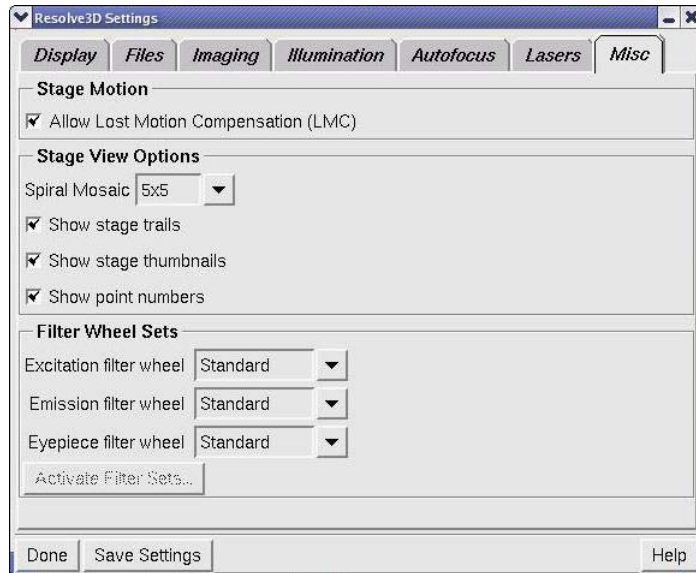 Resolve3D Settings
Display Files Imaging Illumination Autofocus Lasers Misc
Stage Motion
Allow Lost Motion Compensation (LMC)
Stage View Options
Spiral Mosaic 5x5
Show stage trails
Show stage thumbnails
Show point numbers
Filter Wheel Sets
Excitation filter wheel Standard
Emission filter wheel Standard
Eyepiece filter wheel Standard
Activate Filter Sets...
Done Save Settings Help